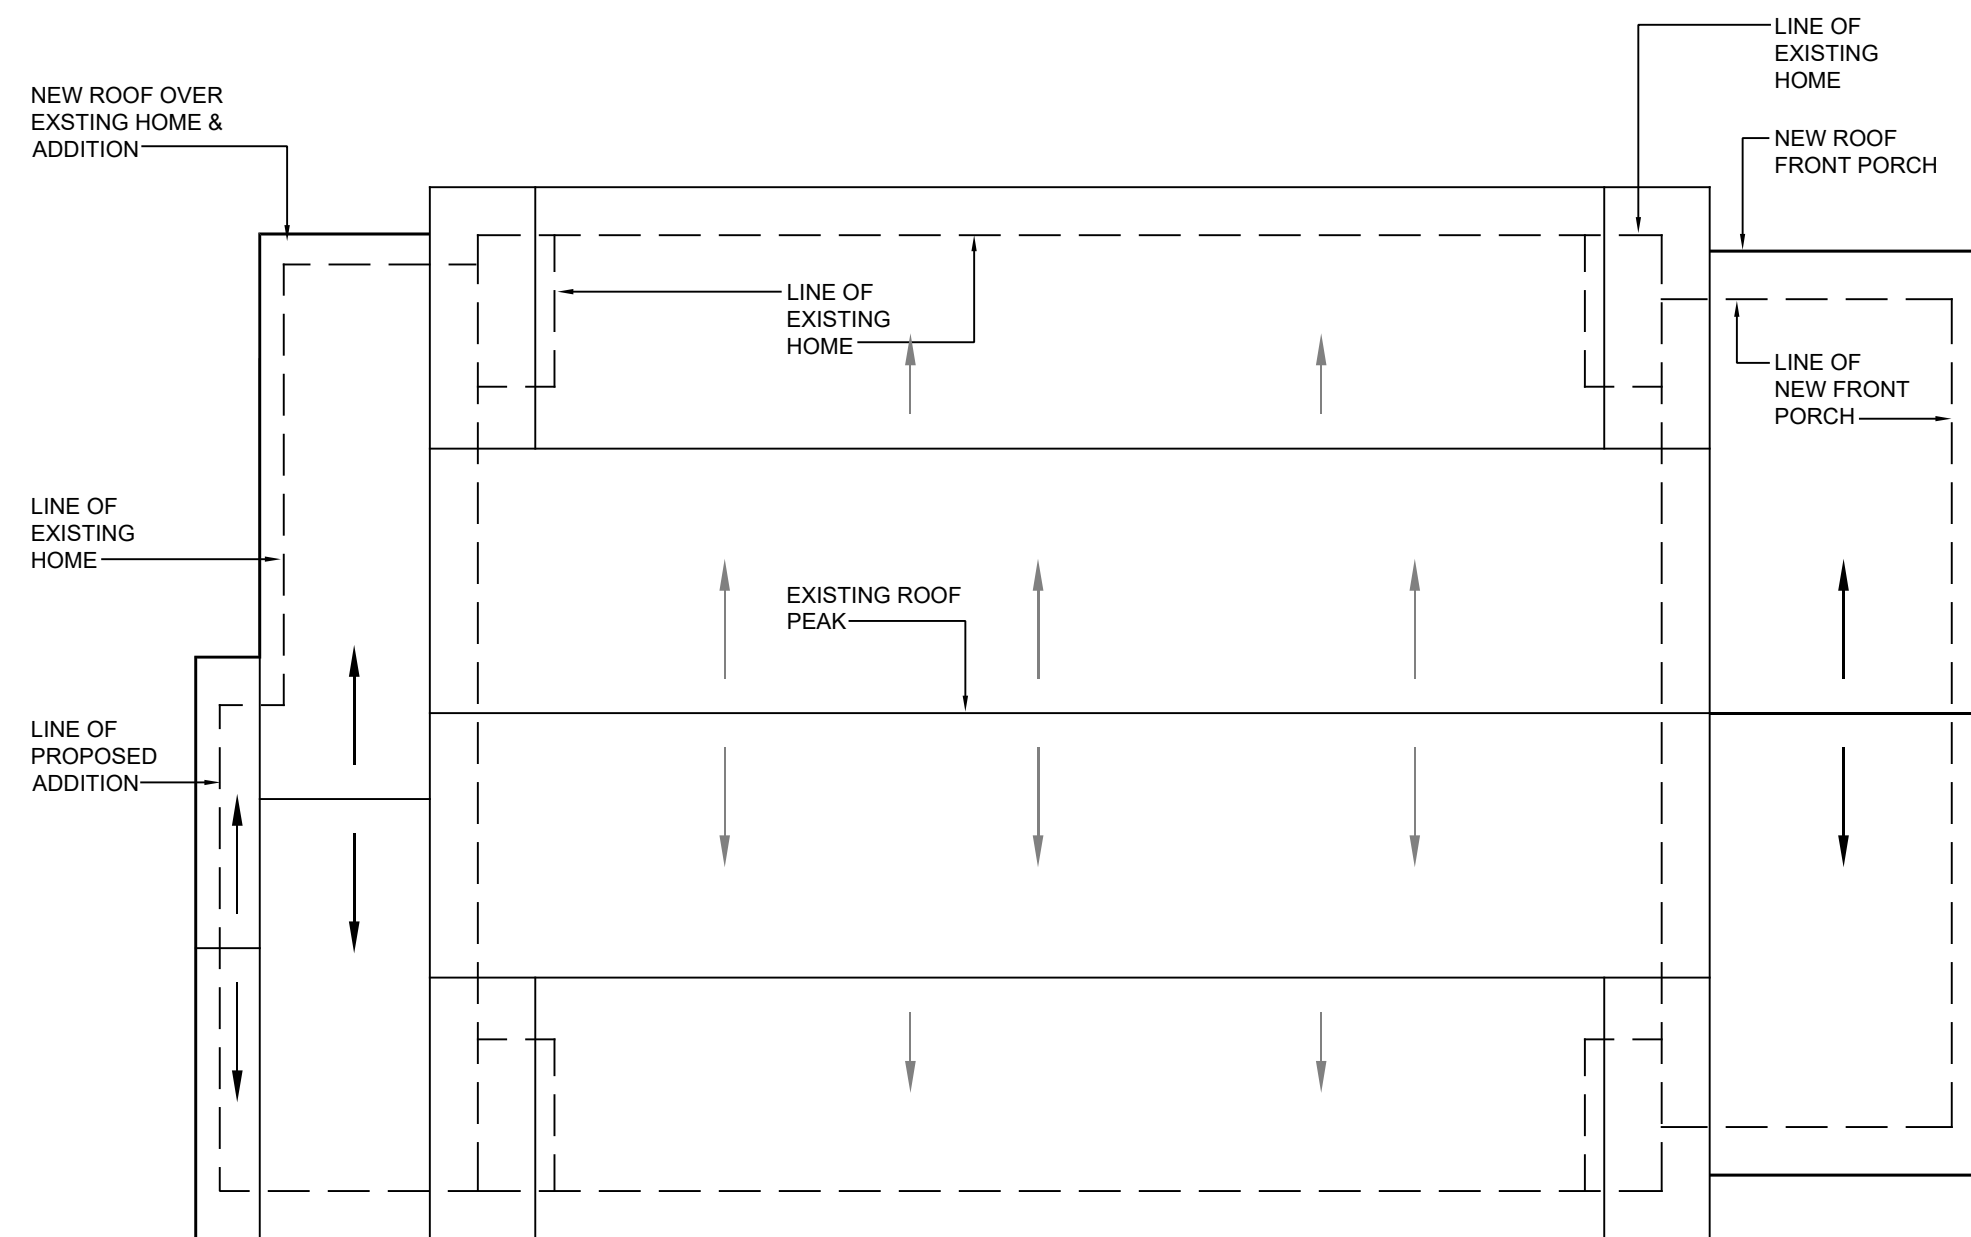 LINE OF
EXISTING
HOME
NEW ROOF OVER
EXSTING HOME &
ADDITION
NEW ROOF
FRONT PORCH
LINE OF
EXISTING
HOME
LINE OF
NEW FRONT
PORCH
LINE OF
EXISTING
HOME
EXISTING ROOF
PEAK
LINE OF
PROPOSED
ADDITION